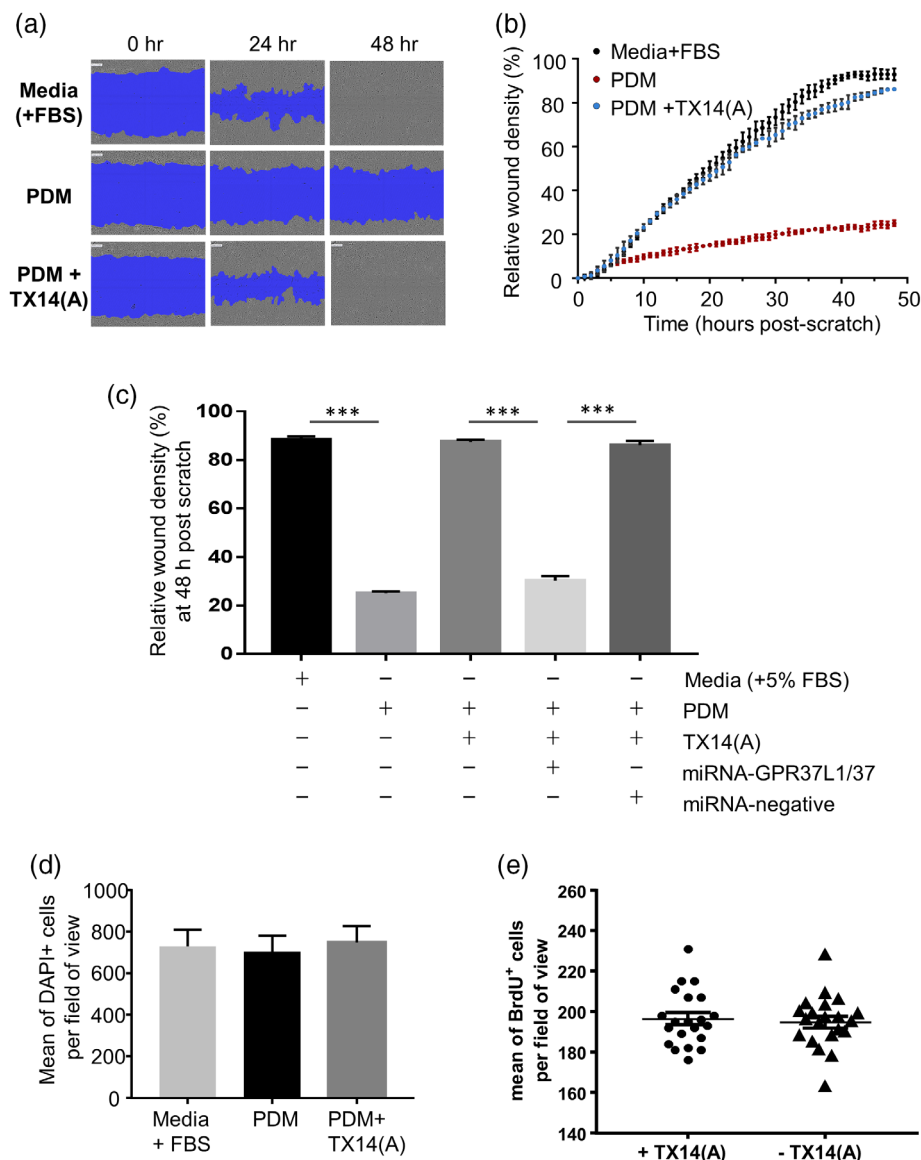 (a)
0 hr 24 hr 48 hr
Media
(+FBS)
PDM
PDM +
TX14(A)
(b)
Relative wound density (%)
100
80
60
40
20
0
Media+FBS
PDM
PDM +TX14(A)
0 10 20 30 40 50
Time (hours post-scratch)
(c)
Relative wound density (%)
at 48 h post scratch
100
80
60
40
20
0
*** *** ***
+ − − − − Media (+5% FBS)
− + + + + PDM
− − + + + TX14(A)
− − − + − miRNA-GPR37L1/37
− − − − + miRNA-negative
(d)
Mean of DAPI+ cells
per field of view
1000
800
600
400
200
0
Media
+ FBS
PDM
PDM+
TX14(A)
(e)
mean of BrdU⁺ cells
per field of view
260
240
220
200
180
160
140
+ TX14(A) - TX14(A)